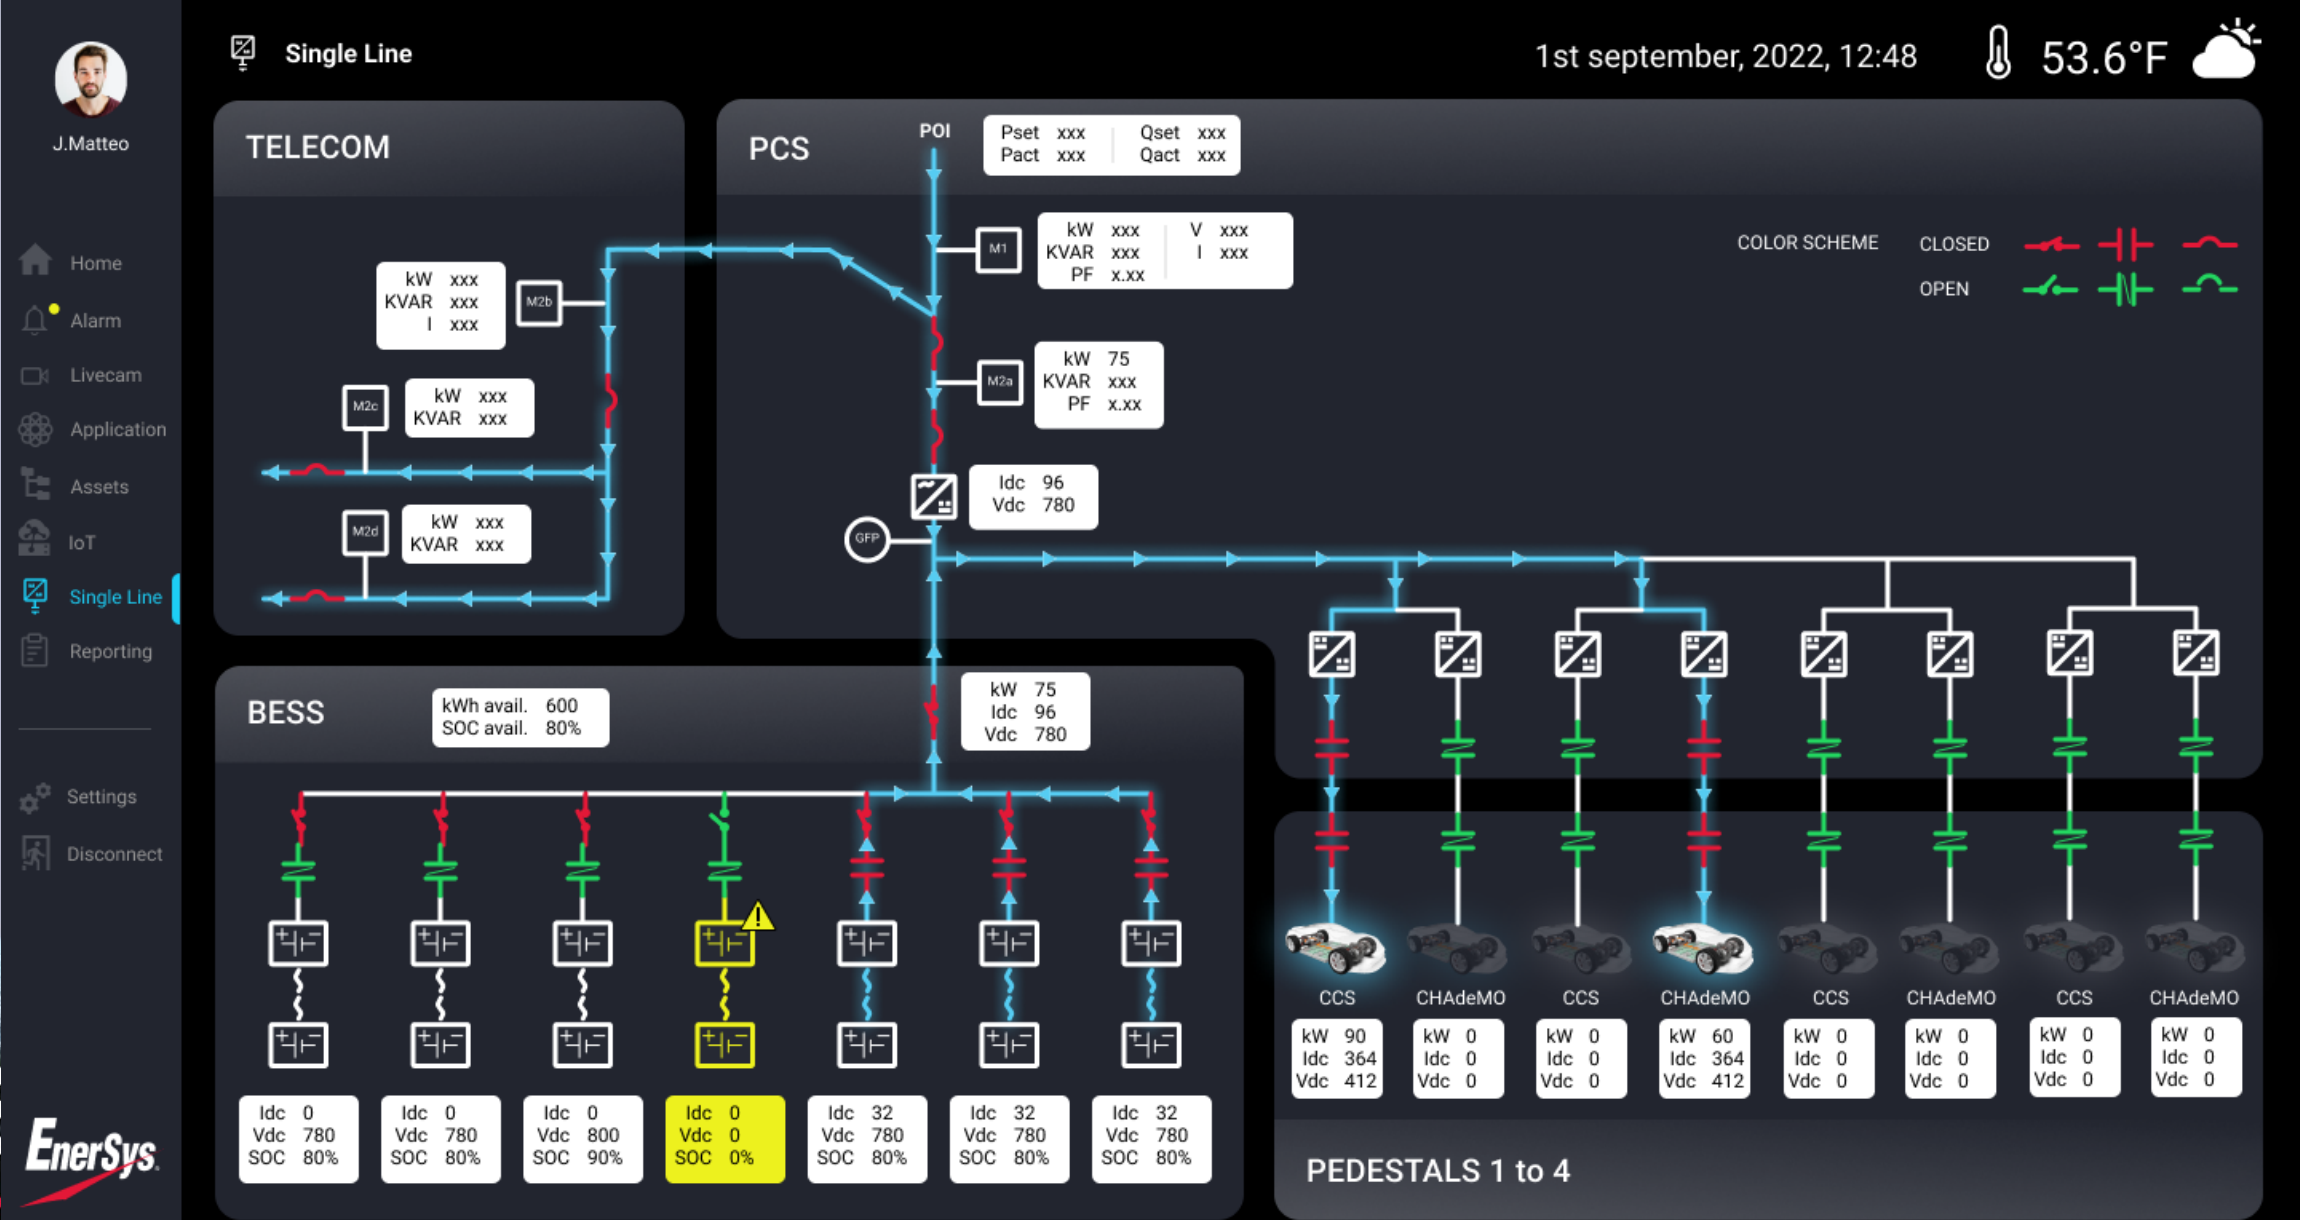 Single Line
1st september, 2022, 12:48
53.6°F
J.Matteo
Home
Alarm
Livecam
Application
Assets
IoT
Single Line
Reporting
Settings
Disconnect
EnerSys.
TELECOM
kW xxx
KVAR xxx
I xxx
M2b
M2c
kW xxx
KVAR xxx
M2d
kW xxx
KVAR xxx
PCS
POI
Pset xxx Qset xxx
Pact xxx Qact xxx
M1
kW xxx V xxx
KVAR xxx I xxx
PF x.xx
COLOR SCHEME CLOSED
OPEN
M2a
kW 75
KVAR xxx
PF x.xx
Idc 96
Vdc 780
GFP
BESS
kWh avail. 600
SOC avail. 80%
kW 75
Idc 96
Vdc 780
Idc 0
Vdc 780
SOC 80%
Idc 0
Vdc 780
SOC 80%
Idc 0
Vdc 800
SOC 90%
Idc 0
Vdc 0
SOC 0%
Idc 32
Vdc 780
SOC 80%
Idc 32
Vdc 780
SOC 80%
Idc 32
Vdc 780
SOC 80%
CCS
kW 90
Idc 364
Vdc 412
CHAdeMO
kW 0
Idc 0
Vdc 0
CCS
kW 0
Idc 0
Vdc 0
CHAdeMO
kW 60
Idc 364
Vdc 412
CCS
kW 0
Idc 0
Vdc 0
CHAdeMO
kW 0
Idc 0
Vdc 0
CCS
kW 0
Idc 0
Vdc 0
CHAdeMO
kW 0
Idc 0
Vdc 0
PEDESTALS 1 to 4